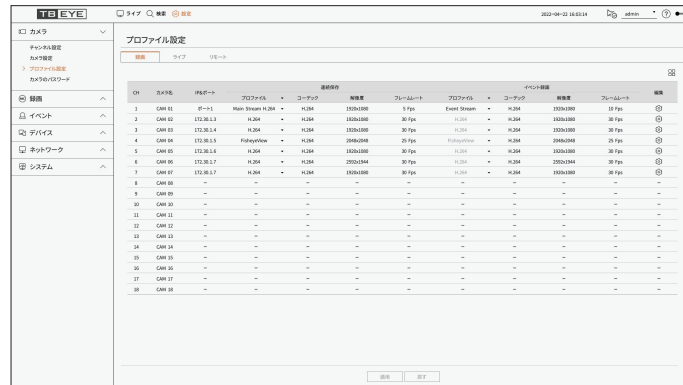 TB EYE
ライブ 検索 設定 2022-04-22 16:03:14 admin
カメラ
チャンネル設定
カメラ設定
> プロファイル設定
カメラのパスワード
録画
イベント
デバイス
ネットワーク
システム
プロファイル設定
録画 ライブ リモート
CH カメラ名 IP&ポート 連続保存 イベント録画 編集
プロファイル コーデック 解像度 フレームレート プロファイル コーデック 解像度 フレームレート
1 CAM 01 ポート1 Main Stream H.264 H.264 1920x1080 5 Fps Event Stream H.264 1920x1080 10 Fps
2 CAM 02 172.30.1.3 H.264 H.264 1920x1080 30 Fps H.264 H.264 1920x1080 30 Fps
3 CAM 03 172.30.1.4 H.264 H.264 1920x1080 30 Fps H.264 H.264 1920x1080 30 Fps
4 CAM 04 172.30.1.5 FisheyeView H.264 2048x2048 25 Fps FisheyeView H.264 2048x2048 25 Fps
5 CAM 05 172.30.1.6 H.264 H.264 1920x1080 30 Fps H.264 H.264 1920x1080 30 Fps
6 CAM 06 172.30.1.7 H.264 H.264 2592x1944 30 Fps H.264 H.264 2592x1944 30 Fps
7 CAM 07 172.30.1.7 H.264 H.264 1920x1080 30 Fps H.264 H.264 1920x1080 30 Fps
8 CAM 08 – – – – – – – – – –
9 CAM 09 – – – – – – – – – –
10 CAM 10 – – – – – – – – – –
11 CAM 11 – – – – – – – – – –
12 CAM 12 – – – – – – – – – –
13 CAM 13 – – – – – – – – – –
14 CAM 14 – – – – – – – – – –
15 CAM 15 – – – – – – – – – –
16 CAM 16 – – – – – – – – – –
17 CAM 17 – – – – – – – – – –
18 CAM 18 – – – – – – – – – –
適用 戻す